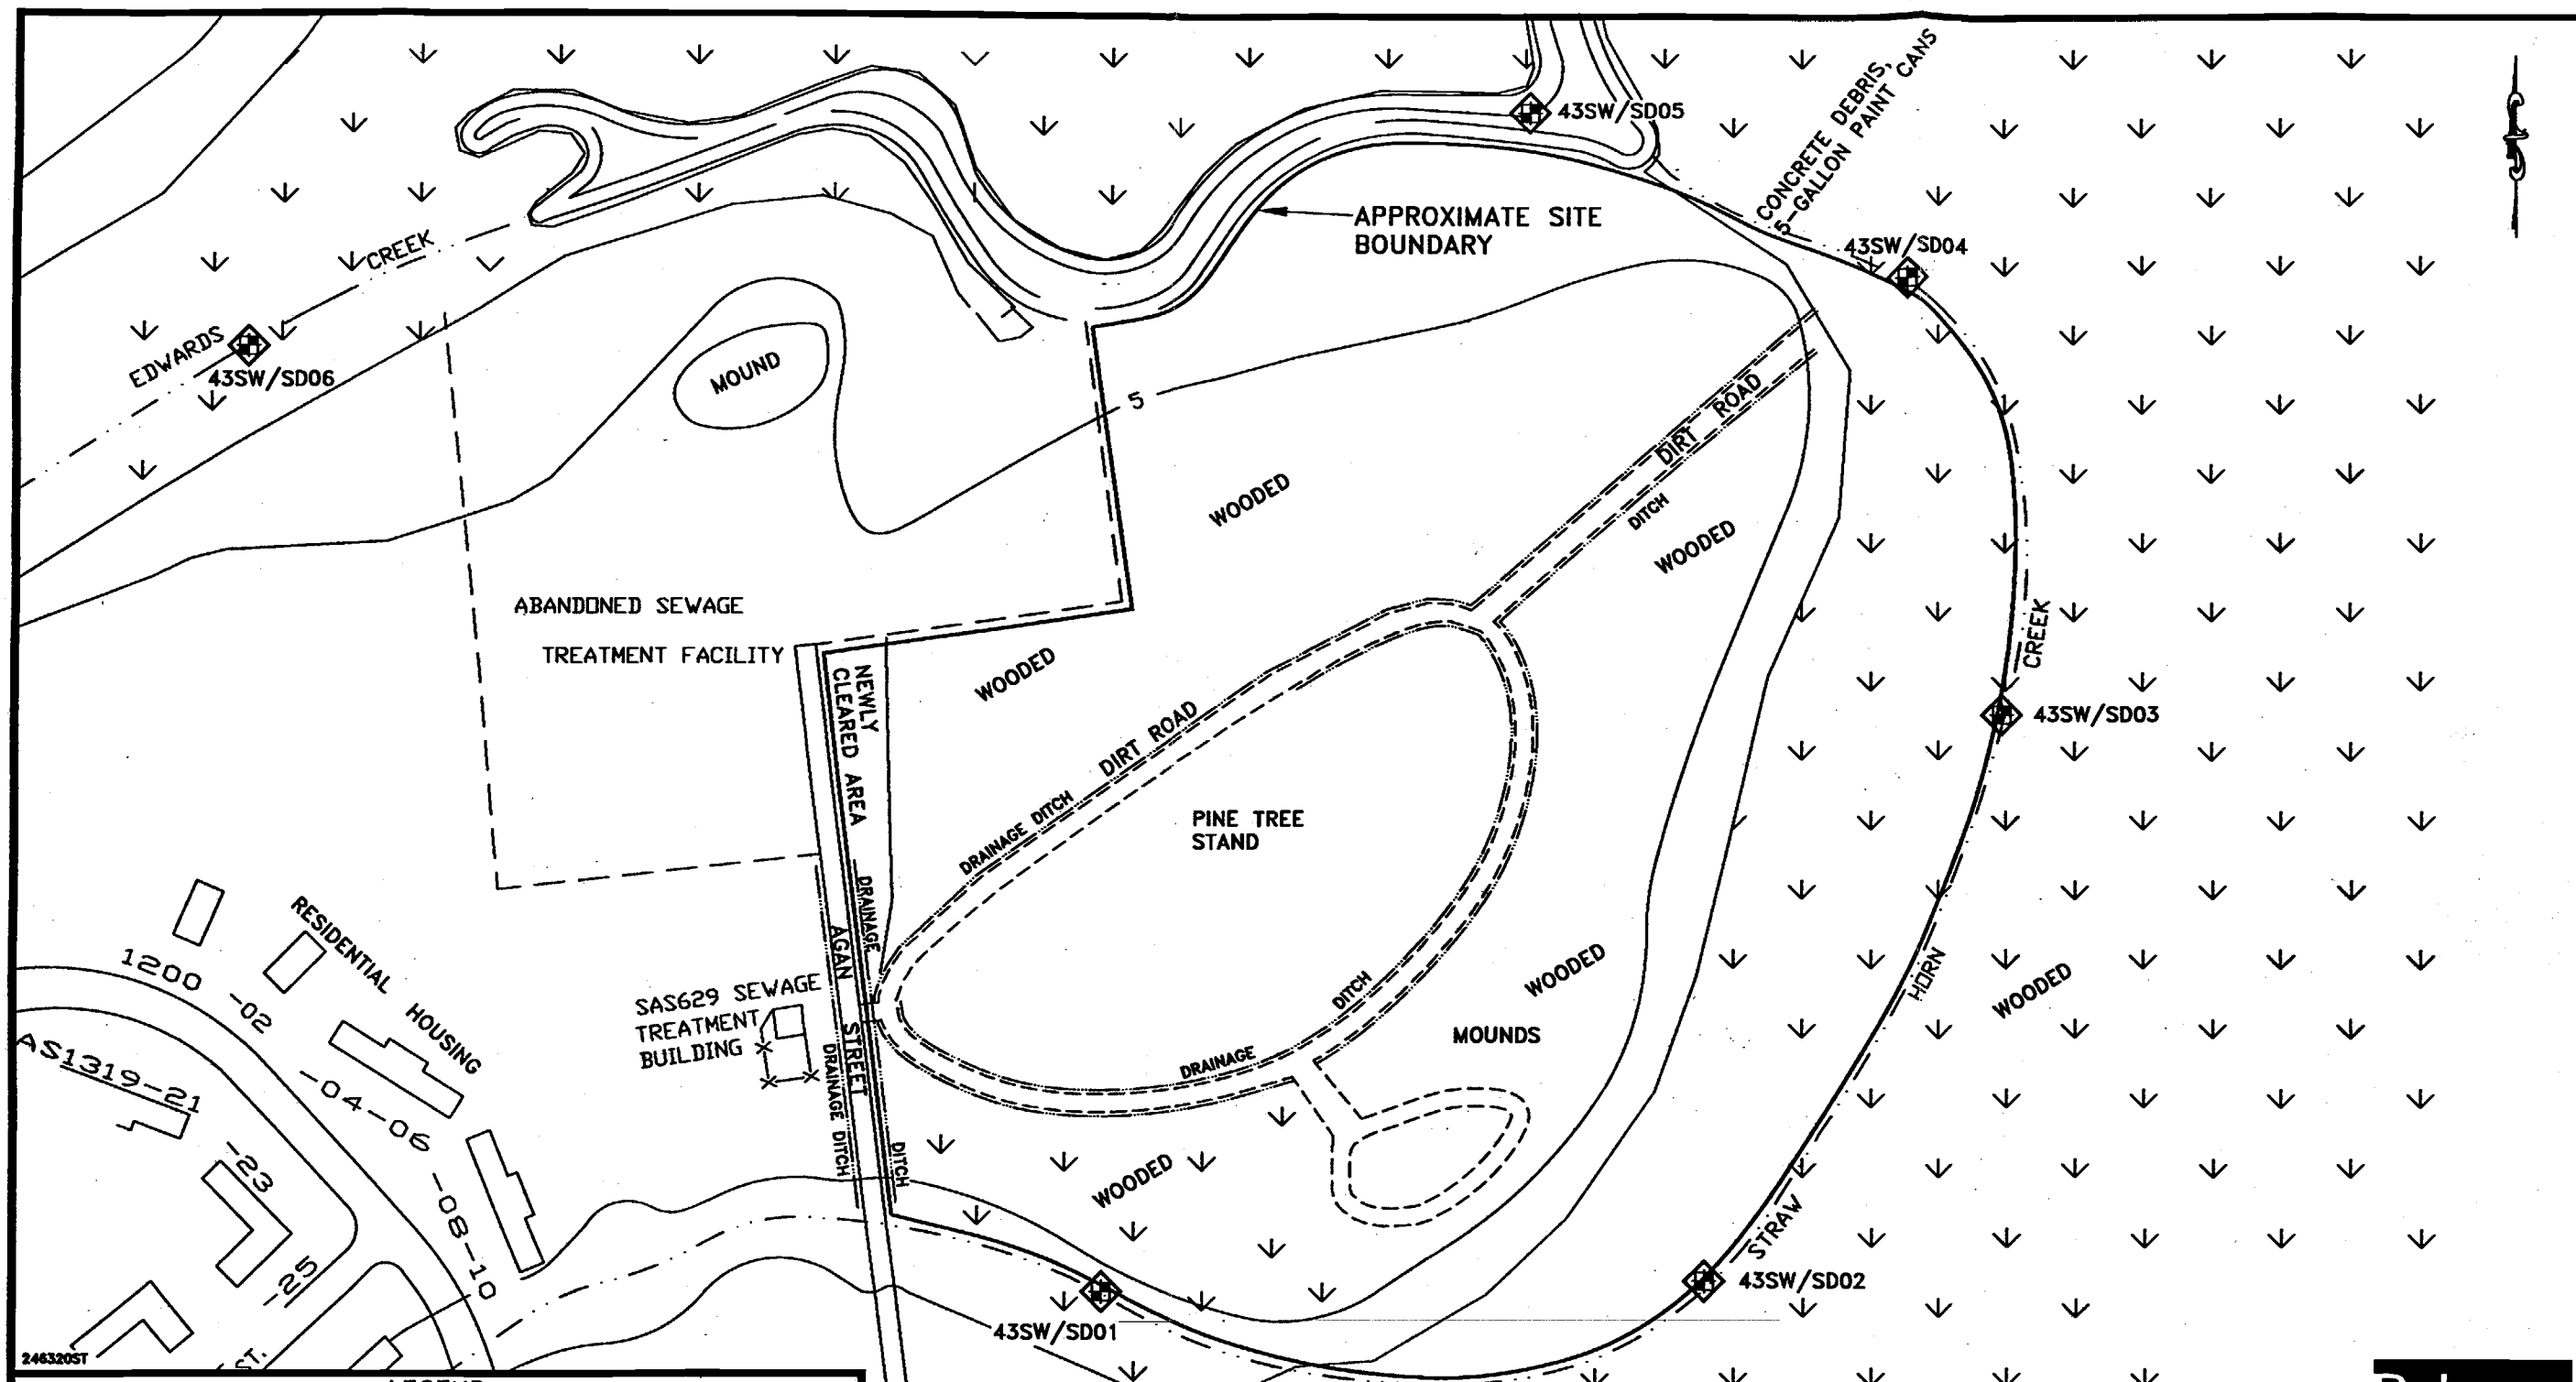 43SW/SD05
CONCRETE DEBRIS,
5-GALLON PAINT CANS
APPROXIMATE SITE
BOUNDARY
43SW/SD04
EDWARDS CREEK
43SW/SD06
MOUND
5
DIRT ROAD
DITCH
WOODED
WOODED
ABANDONED SEWAGE
TREATMENT FACILITY
WOODED
NEWLY
CLEARED AREA
DIRT ROAD
DRAINAGE DITCH
PINE TREE
STAND
STRAW HORN CREEK
43SW/SD03
RESIDENTIAL HOUSING
1200 -02
-04-06
-08-10
AS1319-21
-23
-25
ST.
SAS629 SEWAGE
TREATMENT
BUILDING
AGAN STREET
DRAINAGE DITCH
DRAINAGE DITCH
DRAINAGE DITCH
WOODED
MOUNDS
WOODED
WOODED
43SW/SD01
43SW/SD02
246320ST